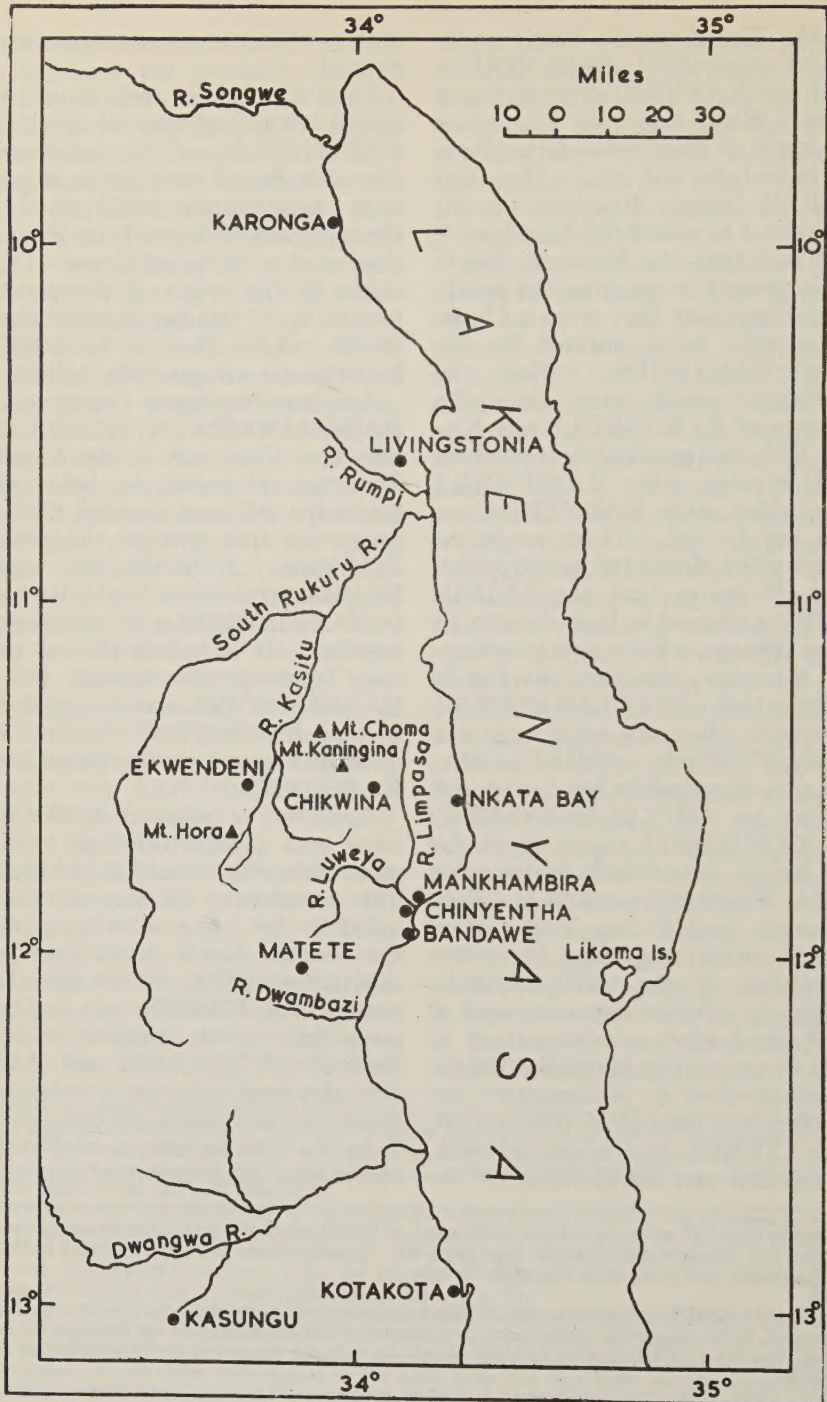 34°
35°
Miles
10 0 10 20 30
R. Songwe
KARONGA
10°
10°
LAKE NYASA
LIVINGSTONIA
R. Rumpi
South Rukuru R.
11°
11°
R. Kasitu
Mt. Choma
Mt. Kaningina
EKWENDENI
CHIKWINA
R. Limpasa
NKATA BAY
Mt. Hora
R. Luweya
MANKHAMBIRA
CHINYENTHA
BANDAWE
12°
12°
MATETE
Likoma Is.
R. Dwambazi
Dwangwa R.
KOTAKOTA
13°
13°
KASUNGU
34°
35°